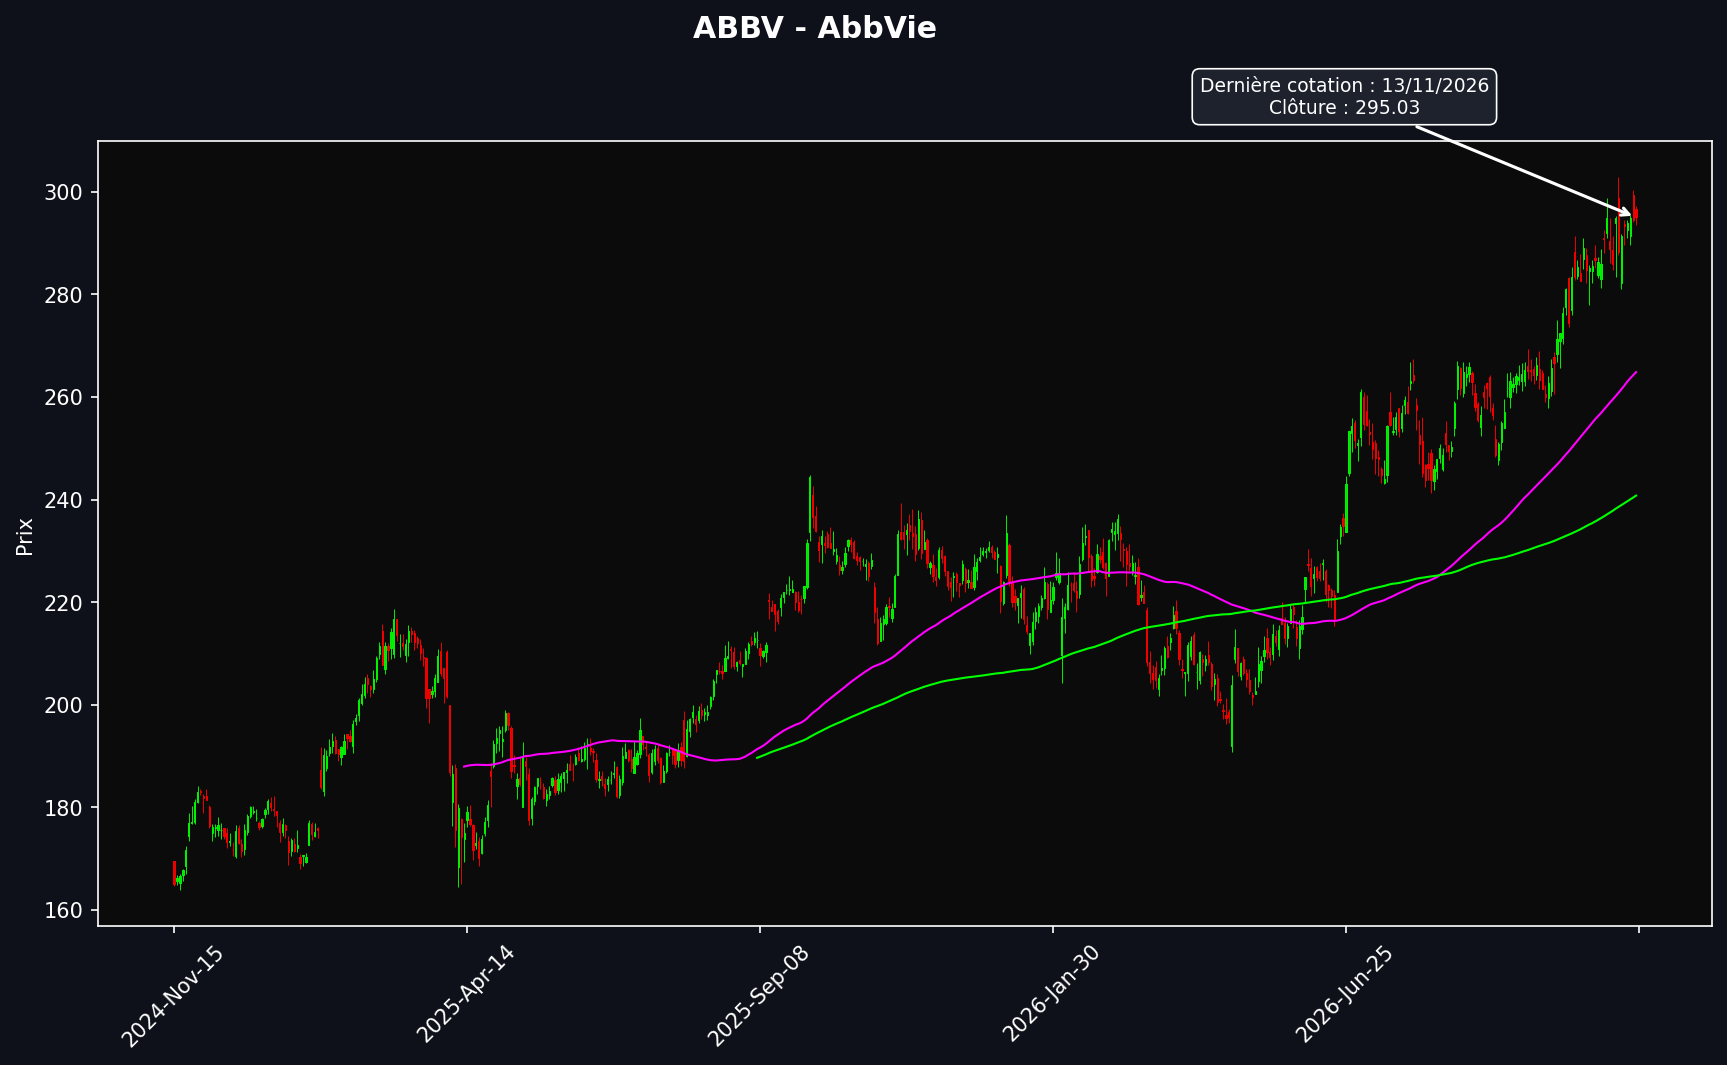 ABBV - AbbVie
Dernière cotation : 13/11/2026
Clôture : 295.03
Prix
300
280
260
240
220
200
180
160
2024-Nov-15
2025-Apr-14
2025-Sep-08
2026-Jan-30
2026-Jun-25